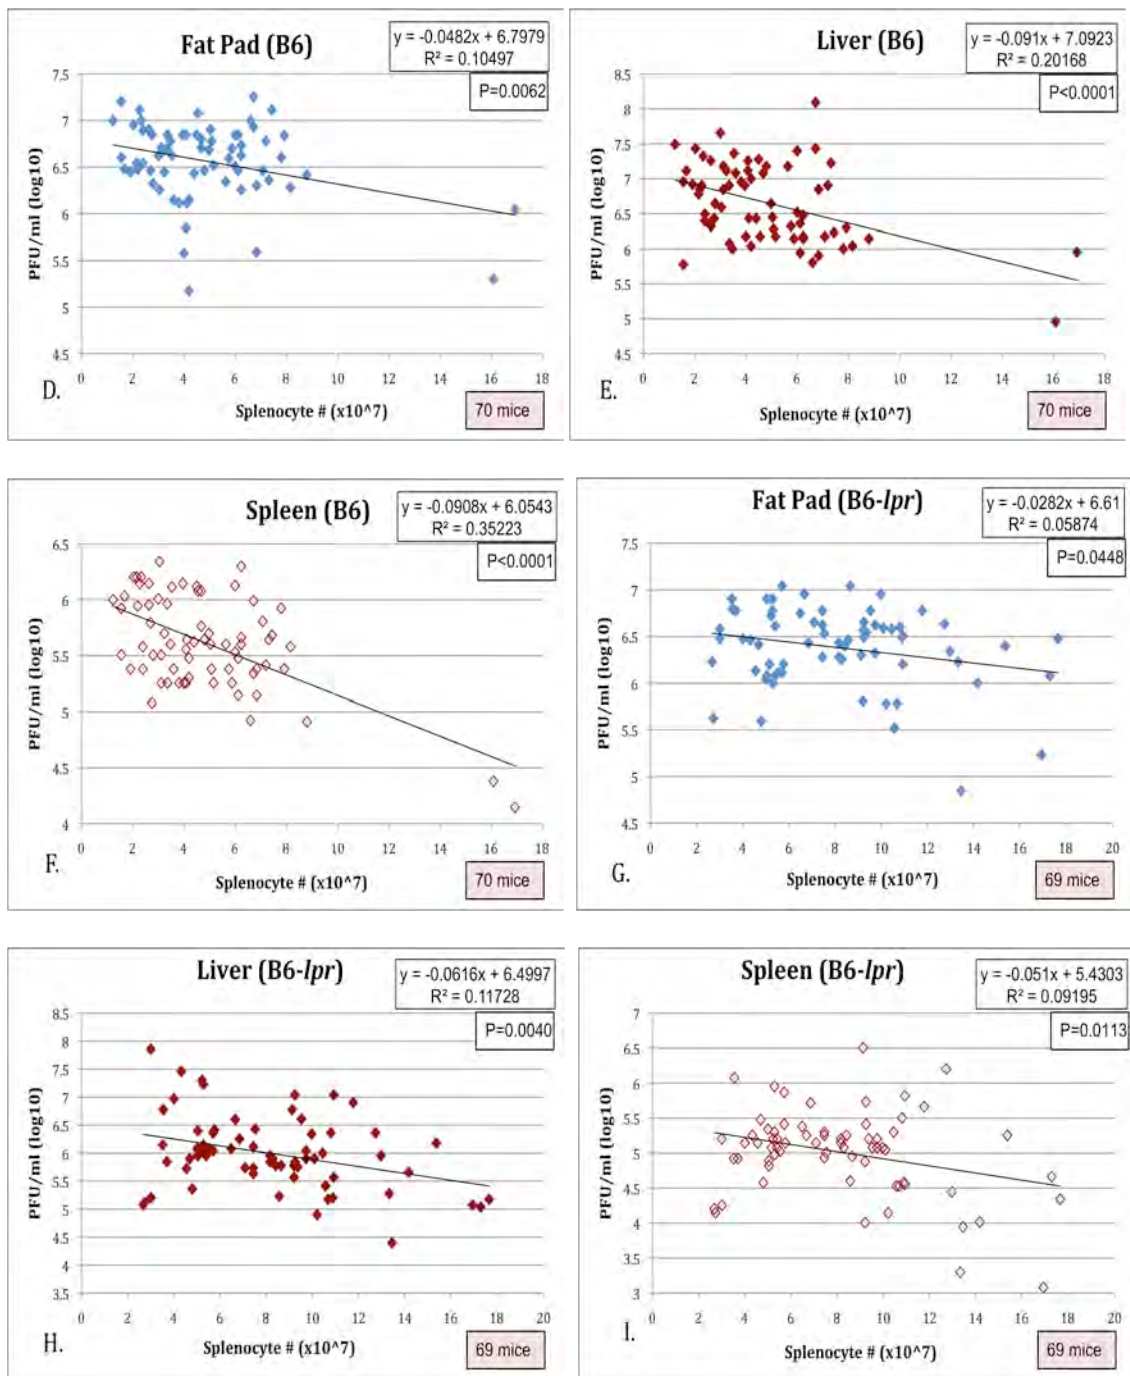 Fat Pad (B6)
y = -0.0482x + 6.7979
R² = 0.10497
P=0.0062
PFU/ml (log10)
7.5
7
6.5
6
5.5
5
4.5
0 2 4 6 8 10 12 14 16 18
D.
Splenocyte # (x10^7)
70 mice
Liver (B6)
y = -0.091x + 7.0923
R² = 0.20168
P<0.0001
PFU/ml (log10)
8.5
8
7.5
7
6.5
6
5.5
5
4.5
0 2 4 6 8 10 12 14 16 18
E.
Splenocyte # (x10^7)
70 mice
Spleen (B6)
y = -0.0908x + 6.0543
R² = 0.35223
P<0.0001
PFU/ml (log10)
6.5
6
5.5
5
4.5
4
0 2 4 6 8 10 12 14 16 18
F.
Splenocyte # (x10^7)
70 mice
Fat Pad (B6-lpr)
y = -0.0282x + 6.61
R² = 0.05874
P=0.0448
PFU/ml (log10)
7.5
7
6.5
6
5.5
5
4.5
0 2 4 6 8 10 12 14 16 18 20
G.
Splenocyte # (x10^7)
69 mice
Liver (B6-lpr)
y = -0.0616x + 6.4997
R² = 0.11728
P=0.0040
PFU/ml (log10)
8.5
8
7.5
7
6.5
6
5.5
5
4.5
4
3.5
0 2 4 6 8 10 12 14 16 18 20
H.
Splenocyte # (x10^7)
69 mice
Spleen (B6-lpr)
y = -0.051x + 5.4303
R² = 0.09195
P=0.0113
PFU/ml (log10)
7
6.5
6
5.5
5
4.5
4
3.5
3
0 2 4 6 8 10 12 14 16 18 20
I.
Splenocyte # (x10^7)
69 mice